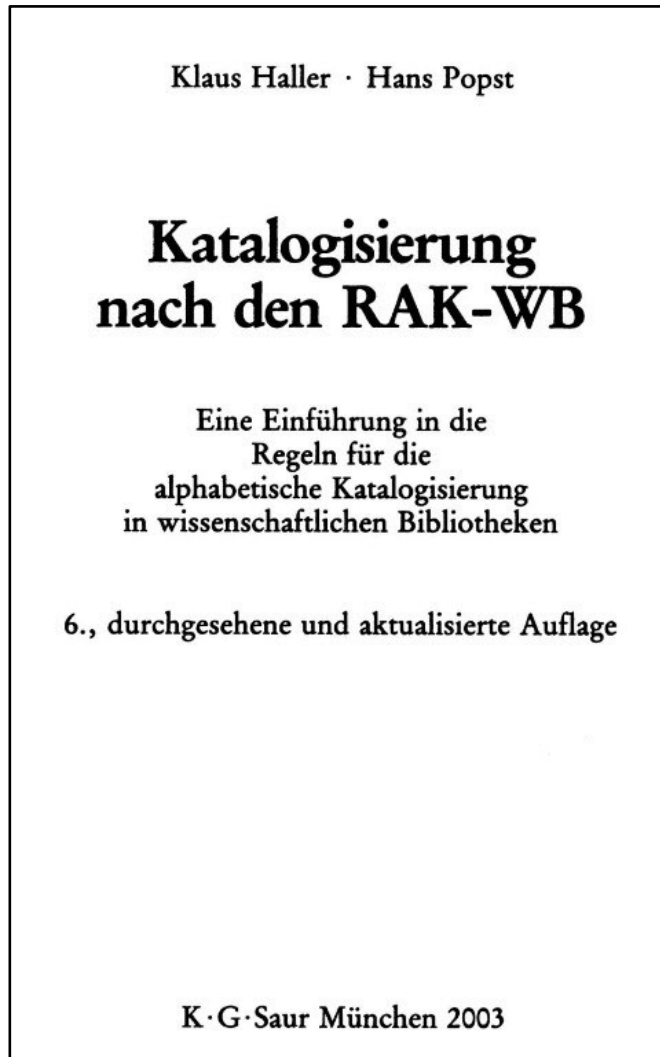 Klaus Haller · Hans Popst
Katalogisierung
nach den RAK-WB
Eine Einführung in die
Regeln für die
alphabetische Katalogisierung
in wissenschaftlichen Bibliotheken
6., durchgesehene und aktualisierte Auflage
K·G·Saur München 2003